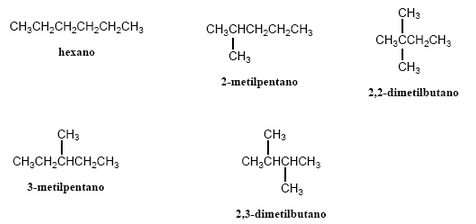 CH₃CH₂CH₂CH₂CH₂CH₃
hexano
CH₃CHCH₂CH₂CH₃
CH₃
2-metilpentano
CH₃
CH₃CCH₂CH₃
CH₃
2,2-dimetilbutano
CH₃
CH₃CH₂CHCH₂CH₃
3-metilpentano
CH₃
CH₃CHCHCH₃
CH₃
2,3-dimetilbutano